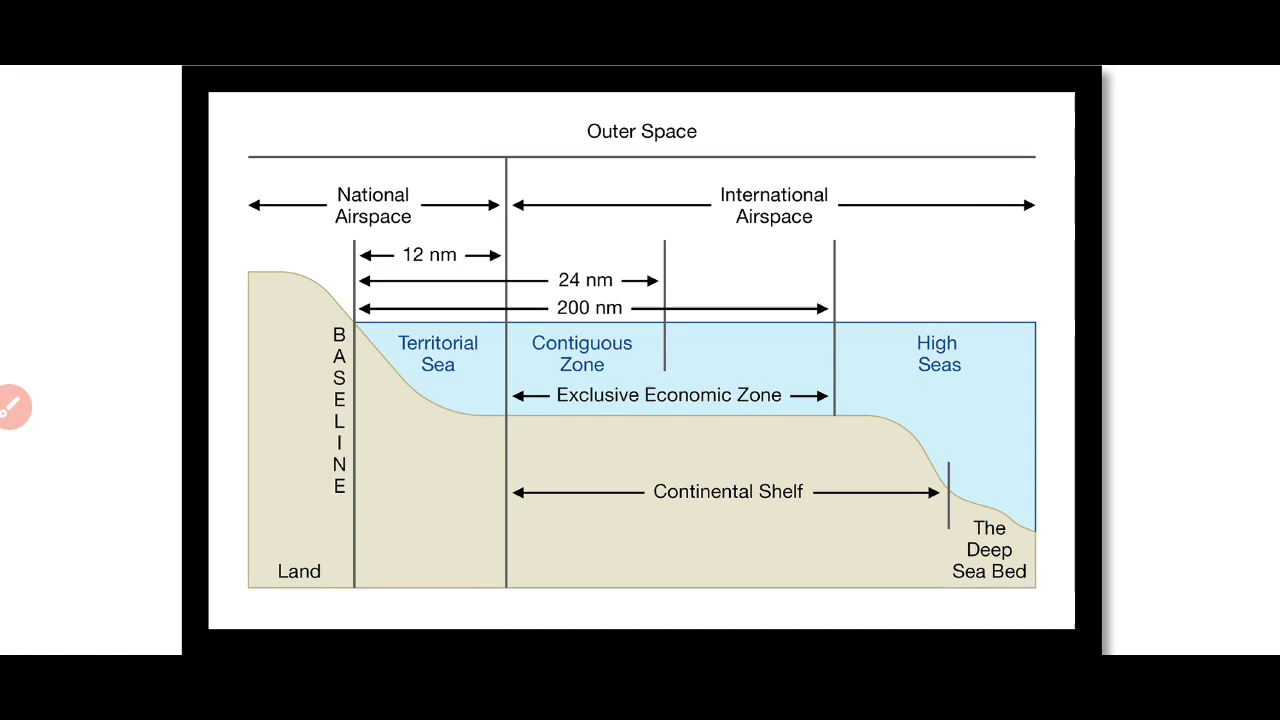 Outer Space
National
Airspace
International
Airspace
12 nm
24 nm
200 nm
BASELINE
Territorial
Sea
Contiguous
Zone
High
Seas
Exclusive Economic Zone
Continental Shelf
The
Deep
Sea Bed
Land